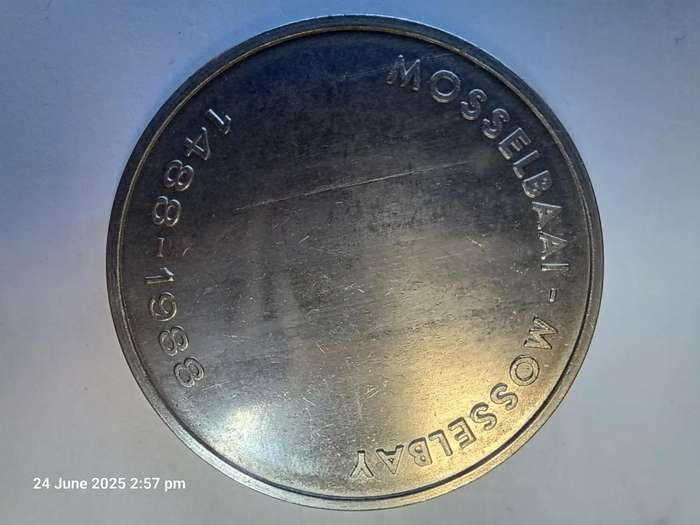 MOSSELBAAI - MOSSELBAY
1488-1988
24 June 2025 2:57 pm